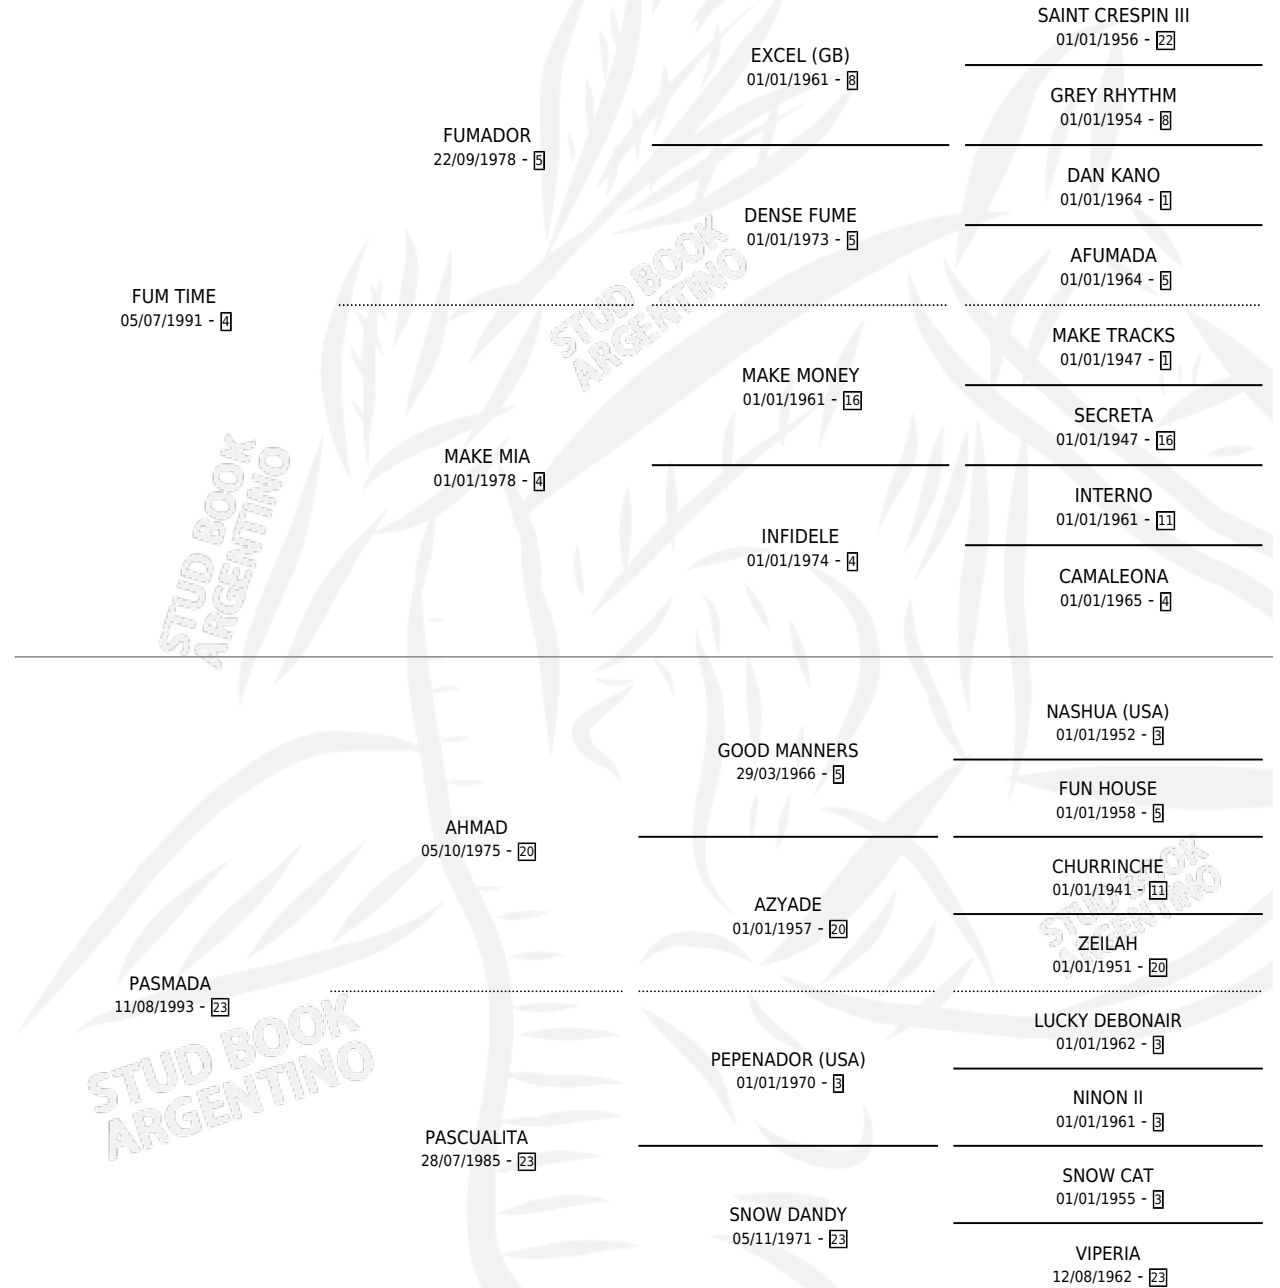 SAINT CRESPIN III
01/01/1956 - 22
EXCEL (GB)
01/01/1961 - 8
GREY RHYTHM
01/01/1954 - 8
FUMADOR
22/09/1978 - 5
DAN KANO
01/01/1964 - 1
DENSE FUME
01/01/1973 - 5
AFUMADA
01/01/1964 - 5
FUM TIME
05/07/1991 - 4
MAKE TRACKS
01/01/1947 - 1
MAKE MONEY
01/01/1961 - 16
SECRETA
01/01/1947 - 16
MAKE MIA
01/01/1978 - 4
INTERNO
01/01/1961 - 11
INFIDELE
01/01/1974 - 4
CAMALEONA
01/01/1965 - 4
STUD BOOK
ARGENTINO
STUD BOOK
ARGENTINO
NASHUA (USA)
01/01/1952 - 3
GOOD MANNERS
29/03/1966 - 5
FUN HOUSE
01/01/1958 - 5
AHMAD
05/10/1975 - 20
CHURRINCHE
01/01/1941 - 11
AZYADE
01/01/1957 - 20
ZEILAH
01/01/1951 - 20
STUD BOOK
ARGENTINO
PASMADA
11/08/1993 - 23
LUCKY DEBONAIR
01/01/1962 - 3
PEPENADOR (USA)
01/01/1970 - 3
NINON II
01/01/1961 - 3
STUD BOOK
ARGENTINO
PASCUALITA
28/07/1985 - 23
SNOW CAT
01/01/1955 - 3
SNOW DANDY
05/11/1971 - 23
VIPERIA
12/08/1962 - 23